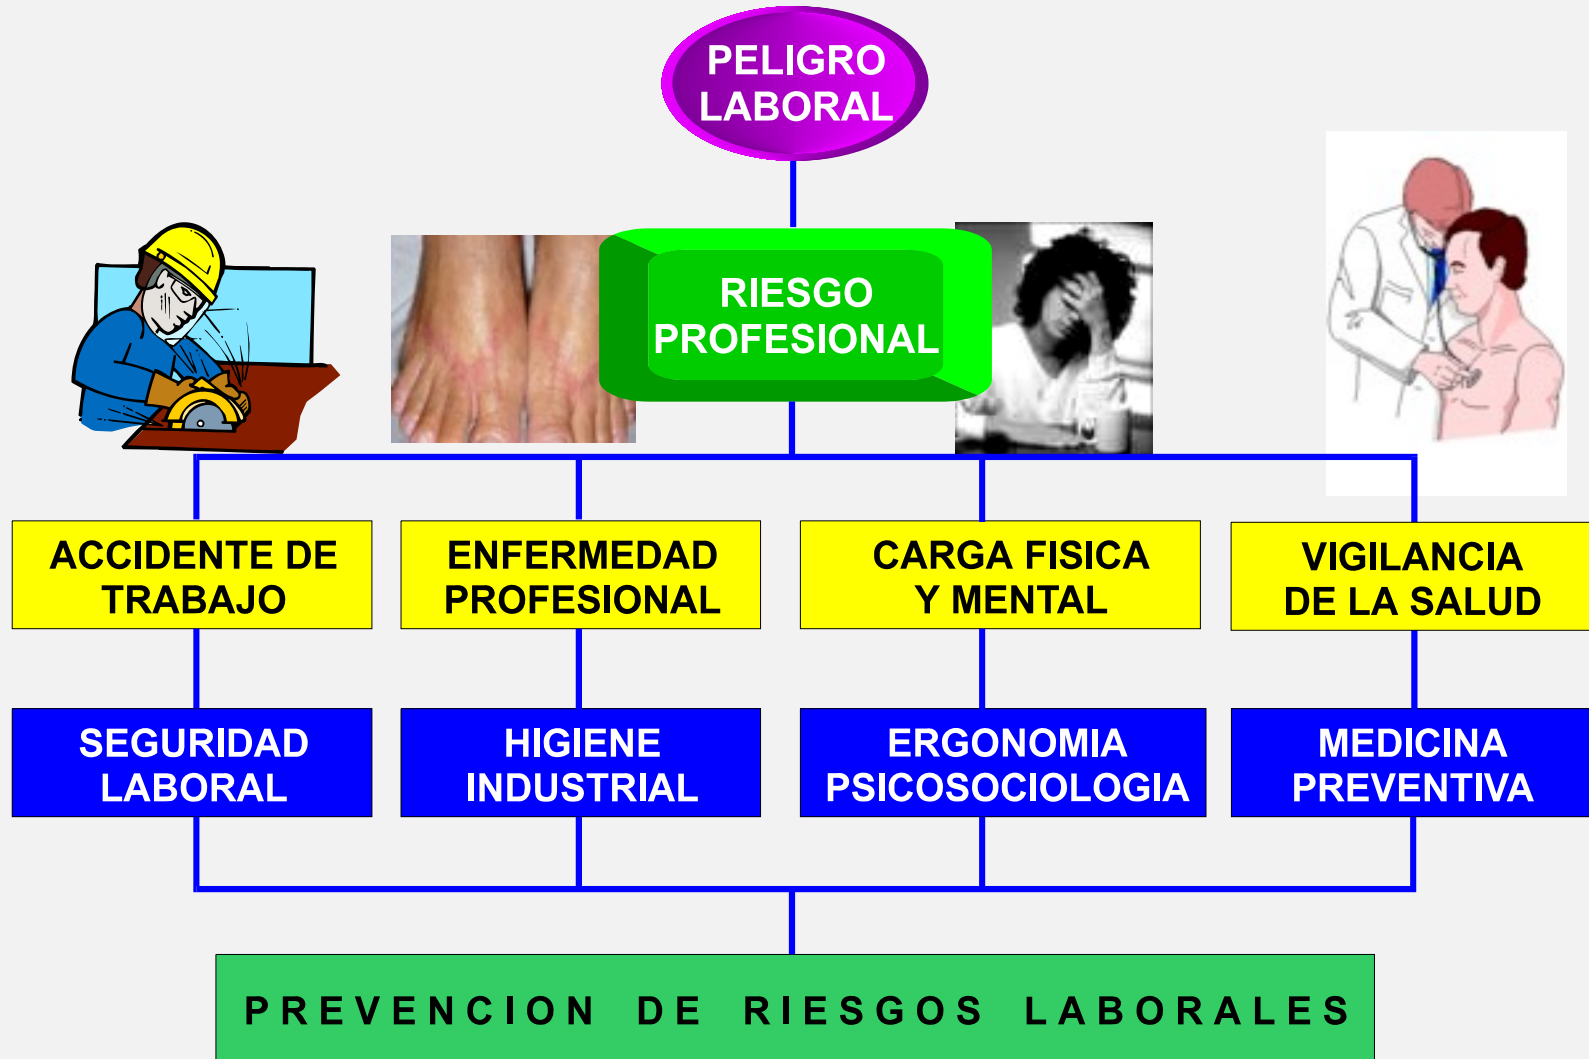 PELIGRO
LABORAL
RIESGO
PROFESIONAL
ACCIDENTE DE
TRABAJO
ENFERMEDAD
PROFESIONAL
CARGA FISICA
Y MENTAL
VIGILANCIA
DE LA SALUD
SEGURIDAD
LABORAL
HIGIENE
INDUSTRIAL
ERGONOMIA
PSICOSOCIOLOGIA
MEDICINA
PREVENTIVA
PREVENCION DE RIESGOS LABORALES